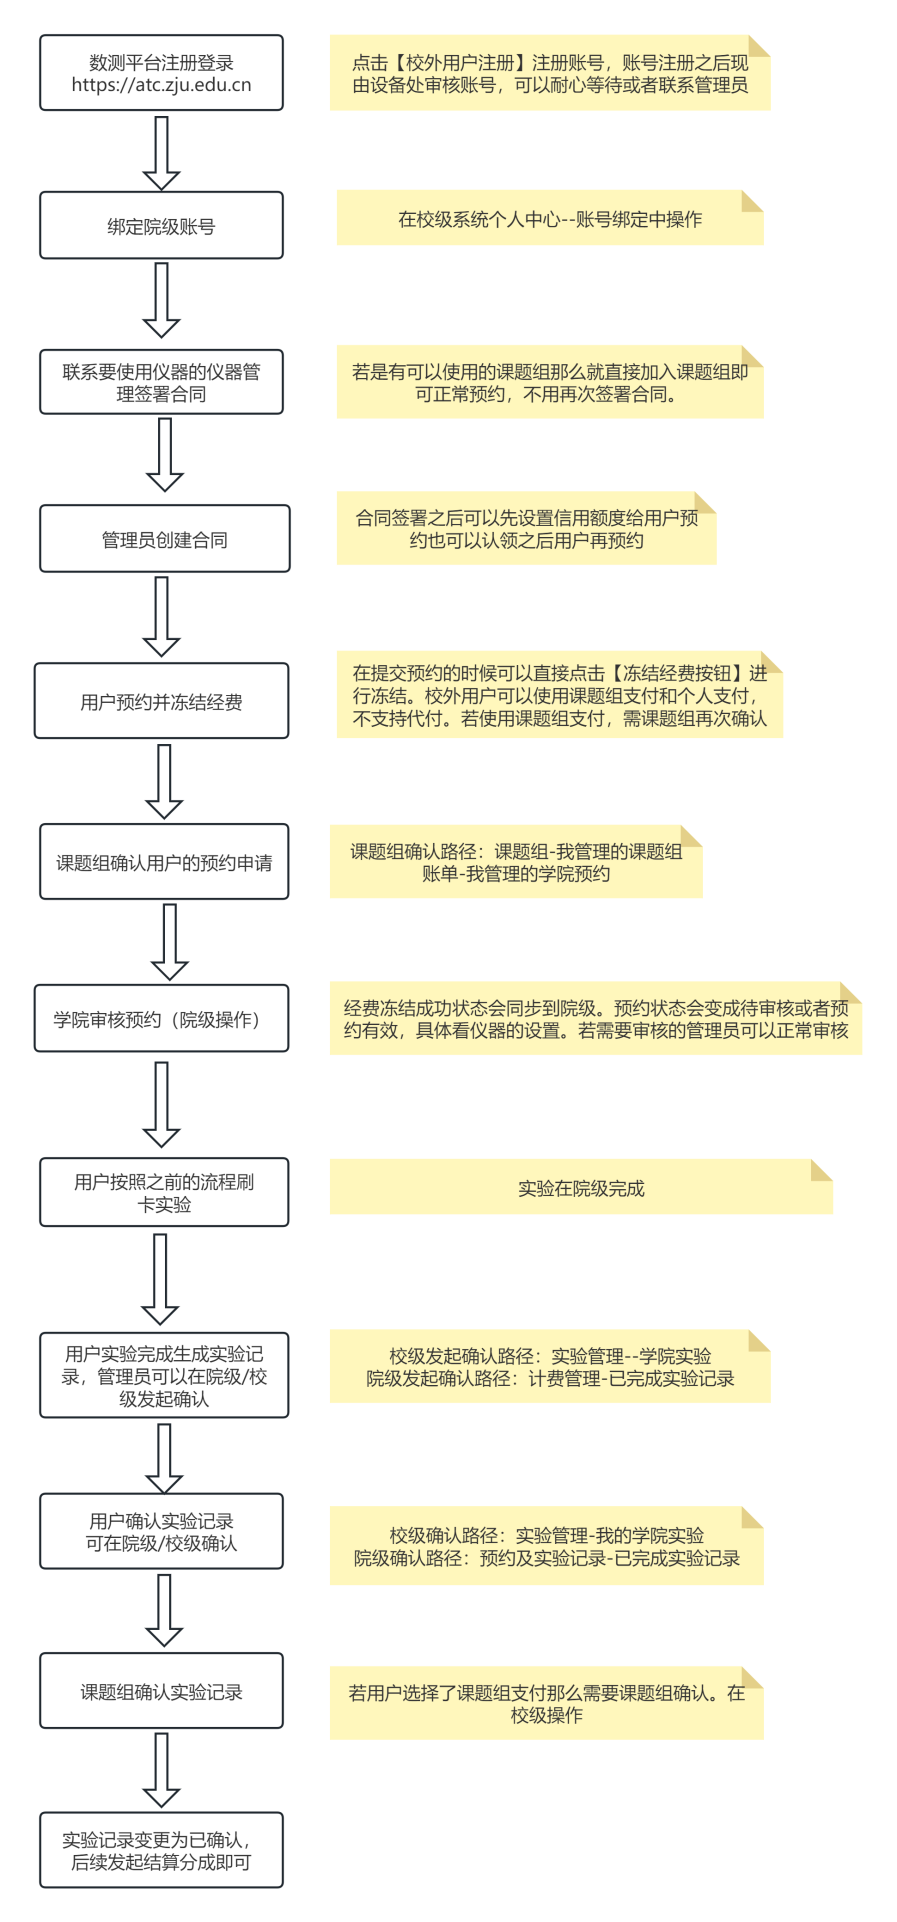 数测平台注册登录
https://atc.zju.edu.cn
点击【校外用户注册】注册账号，账号注册之后现
由设备处审核账号，可以耐心等待或者联系管理员
绑定院级账号
在校级系统个人中心--账号绑定中操作
联系要使用仪器的仪器管
理签署合同
若是有可以使用的课题组那么就直接加入课题组即
可正常预约，不用再次签署合同。
管理员创建合同
合同签署之后可以先设置信用额度给用户预
约也可以认领之后用户再预约
用户预约并冻结经费
在提交预约的时候可以直接点击【冻结经费按钮】进
行冻结。校外用户可以使用课题组支付和个人支付，
不支持代付。若使用课题组支付，需课题组再次确认
课题组确认用户的预约申请
课题组确认路径：课题组-我管理的课题组
账单-我管理的学院预约
学院审核预约（院级操作）
经费冻结成功状态会同步到院级。预约状态会变成待审核或者预
约有效，具体看仪器的设置。若需要审核的管理员可以正常审核
用户按照之前的流程刷
卡实验
实验在院级完成
用户实验完成生成实验记
录，管理员可以在院级/校
级发起确认
校级发起确认路径：实验管理--学院实验
院级发起确认路径：计费管理-已完成实验记录
用户确认实验记录
可在院级/校级确认
校级确认路径：实验管理-我的学院实验
院级确认路径：预约及实验记录-已完成实验记录
课题组确认实验记录
若用户选择了课题组支付那么需要课题组确认。在
校级操作
实验记录变更为已确认，
后续发起结算分成即可